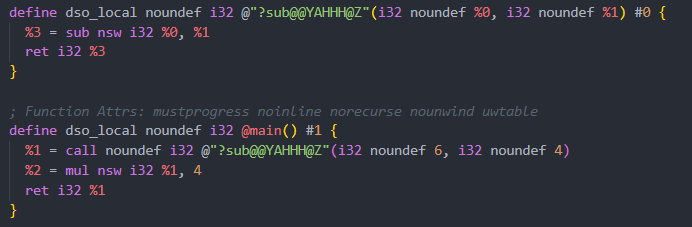 define dso_local noundef i32 @"?sub@@YAHHH@Z"(i32 noundef %0, i32 noundef %1) #0 {
%3 = sub nsw i32 %0, %1
ret i32 %3
}
; Function Attrs: mustprogress noinline norecurse nounwind uwtable
define dso_local noundef i32 @main() #1 {
%1 = call noundef i32 @"?sub@@YAHHH@Z"(i32 noundef 6, i32 noundef 4)
%2 = mul nsw i32 %1, 4
ret i32 %1
}